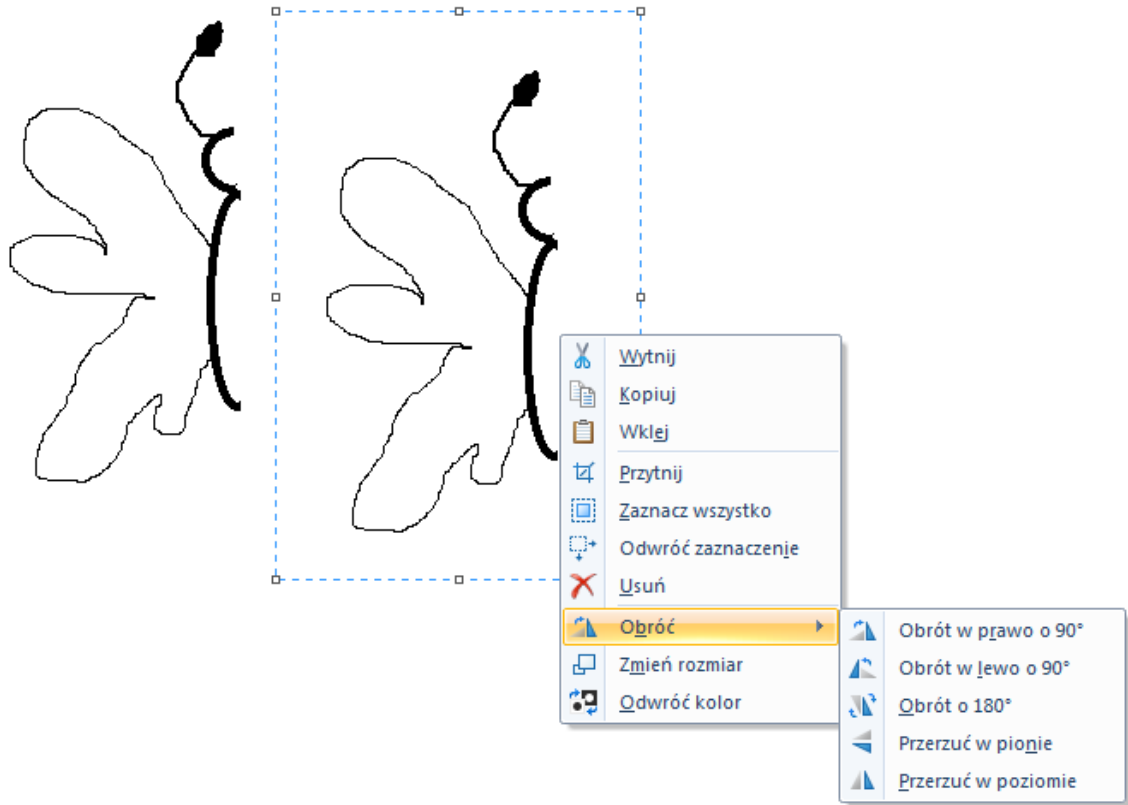 Wytnij
Kopiuj
Wklej
Przytnij
Zaznacz wszystko
Odwróć zaznaczenie
Usuń
Obróć
Zmień rozmiar
Odwróć kolor
Obrót w prawo o 90°
Obrót w lewo o 90°
Obrót o 180°
Przerzuć w pionie
Przerzuć w poziomie